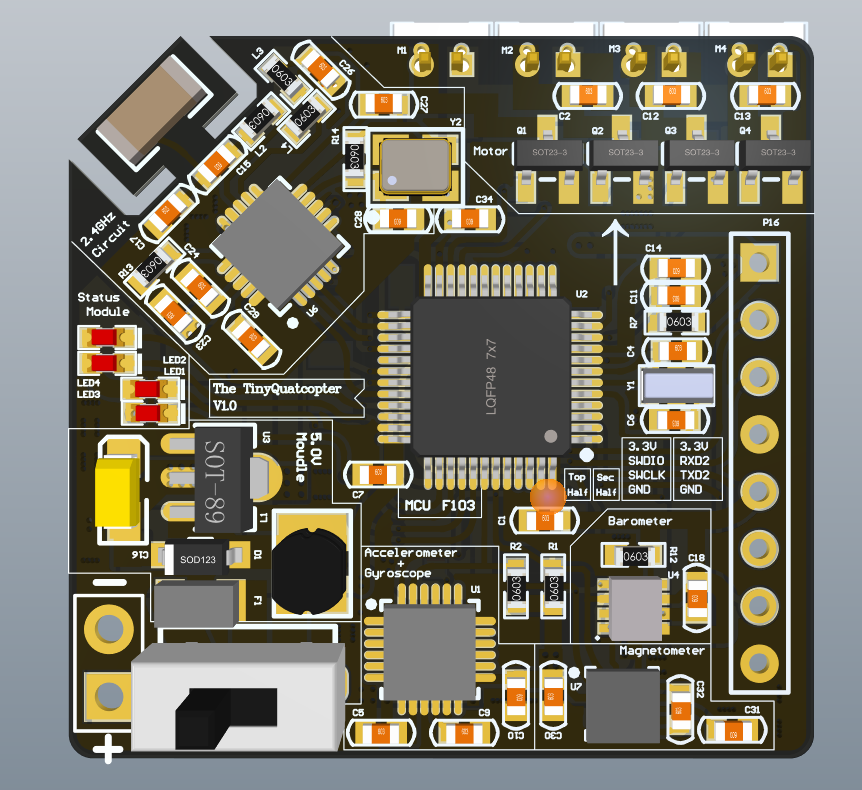 M1
M2
M3
M4
L3
C26
C27
C2
C12
C13
0603
0603
0603
L2
C15
R14
0603
Y2
Motor
Q1
Q2
Q3
Q4
SOT23-3
SOT23-3
SOT23-3
SOT23-3
C28
C34
P16
2.4GHz
Circuit
C17
R13
0603
C24
C23
C14
C11
R7
0603
C4
Y1
C6
U2
LQFP48 7x7
Status
Module
LED2
LED1
LED4
LED3
The TinyQuatcopter
V1.0
U3
SOT-89
5.0V
Moudle
L1
C7
MCU F103
Top
Half
Sec
Half
3.3V
SWDIO
SWCLK
GND
3.3V
RXD2
TXD2
GND
C1
C16
SOD123
D1
F1
Accelerometer
+
Gyroscope
U1
R2
R1
0603
0603
Barometer
0603
R12
U4
C18
Magnetometer
U7
C32
C31
C5
C9
C10
C30
+